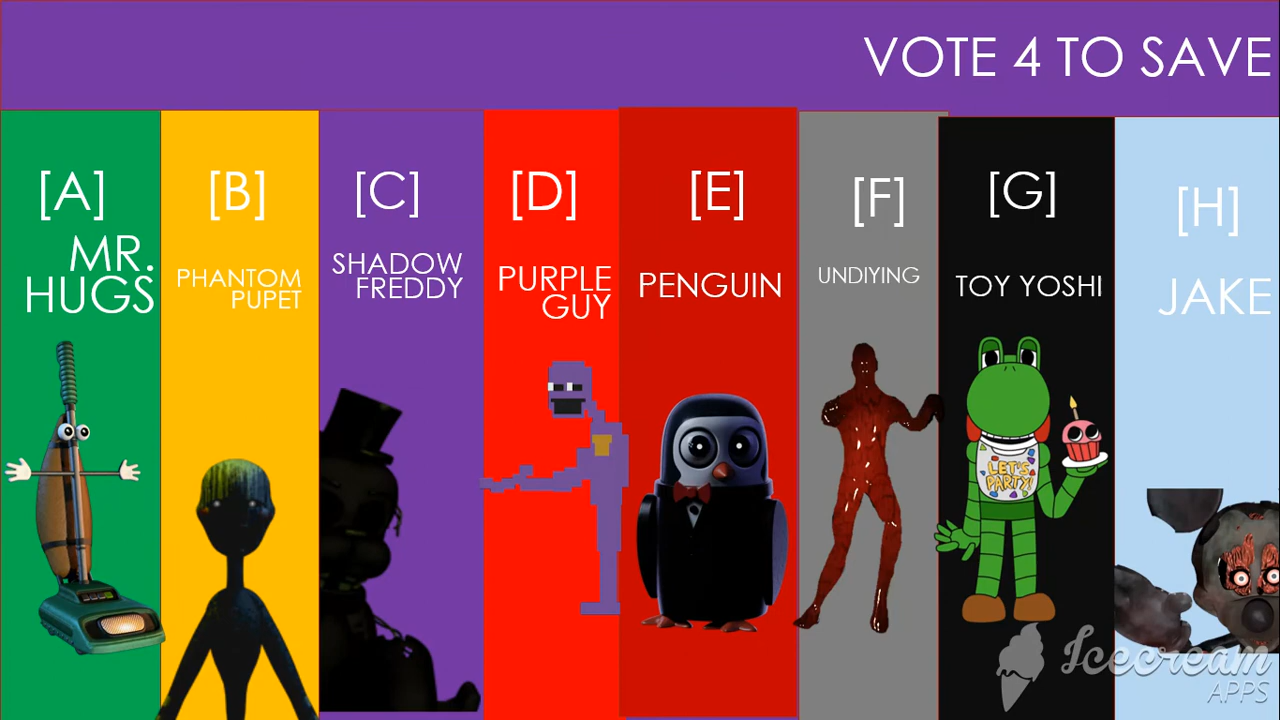 VOTE 4 TO SAVE
[A]
MR.
HUGS
[B]
PHANTOM
PUPET
[C]
SHADOW
FREDDY
[D]
PURPLE
GUY
[E]
PENGUIN
[F]
UNDIYING
[G]
TOY YOSHI
LET'S
PARTY!
[H]
JAKE
Icecream
APPS